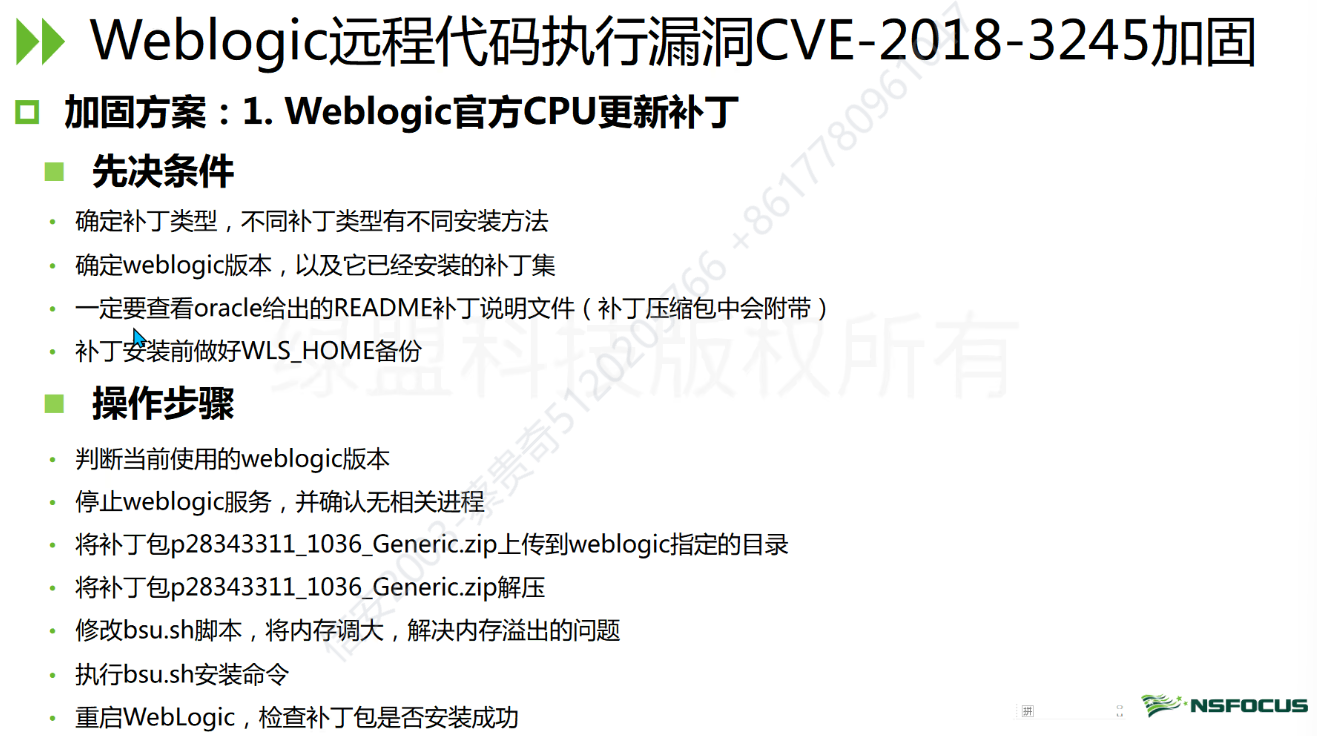 Weblogic远程代码执行漏洞CVE-2018-3245加固
加固方案：1. Weblogic官方CPU更新补丁
先决条件
确定补丁类型，不同补丁类型有不同安装方法
确定weblogic版本，以及它已经安装的补丁集
一定要查看oracle给出的README补丁说明文件（补丁压缩包中会附带）
补丁安装前做好WLS_HOME备份
绿盟科技版权所有
操作步骤
判断当前使用的weblogic版本
停止weblogic服务，并确认无相关进程
将补丁包p28343311_1036_Generic.zip上传到weblogic指定的目录
将补丁包p28343311_1036_Generic.zip解压
修改bsu.sh脚本，将内存调大，解决内存溢出的问题
执行bsu.sh安装命令
重启WebLogic，检查补丁包是否安装成功
拼
NSFOCUS